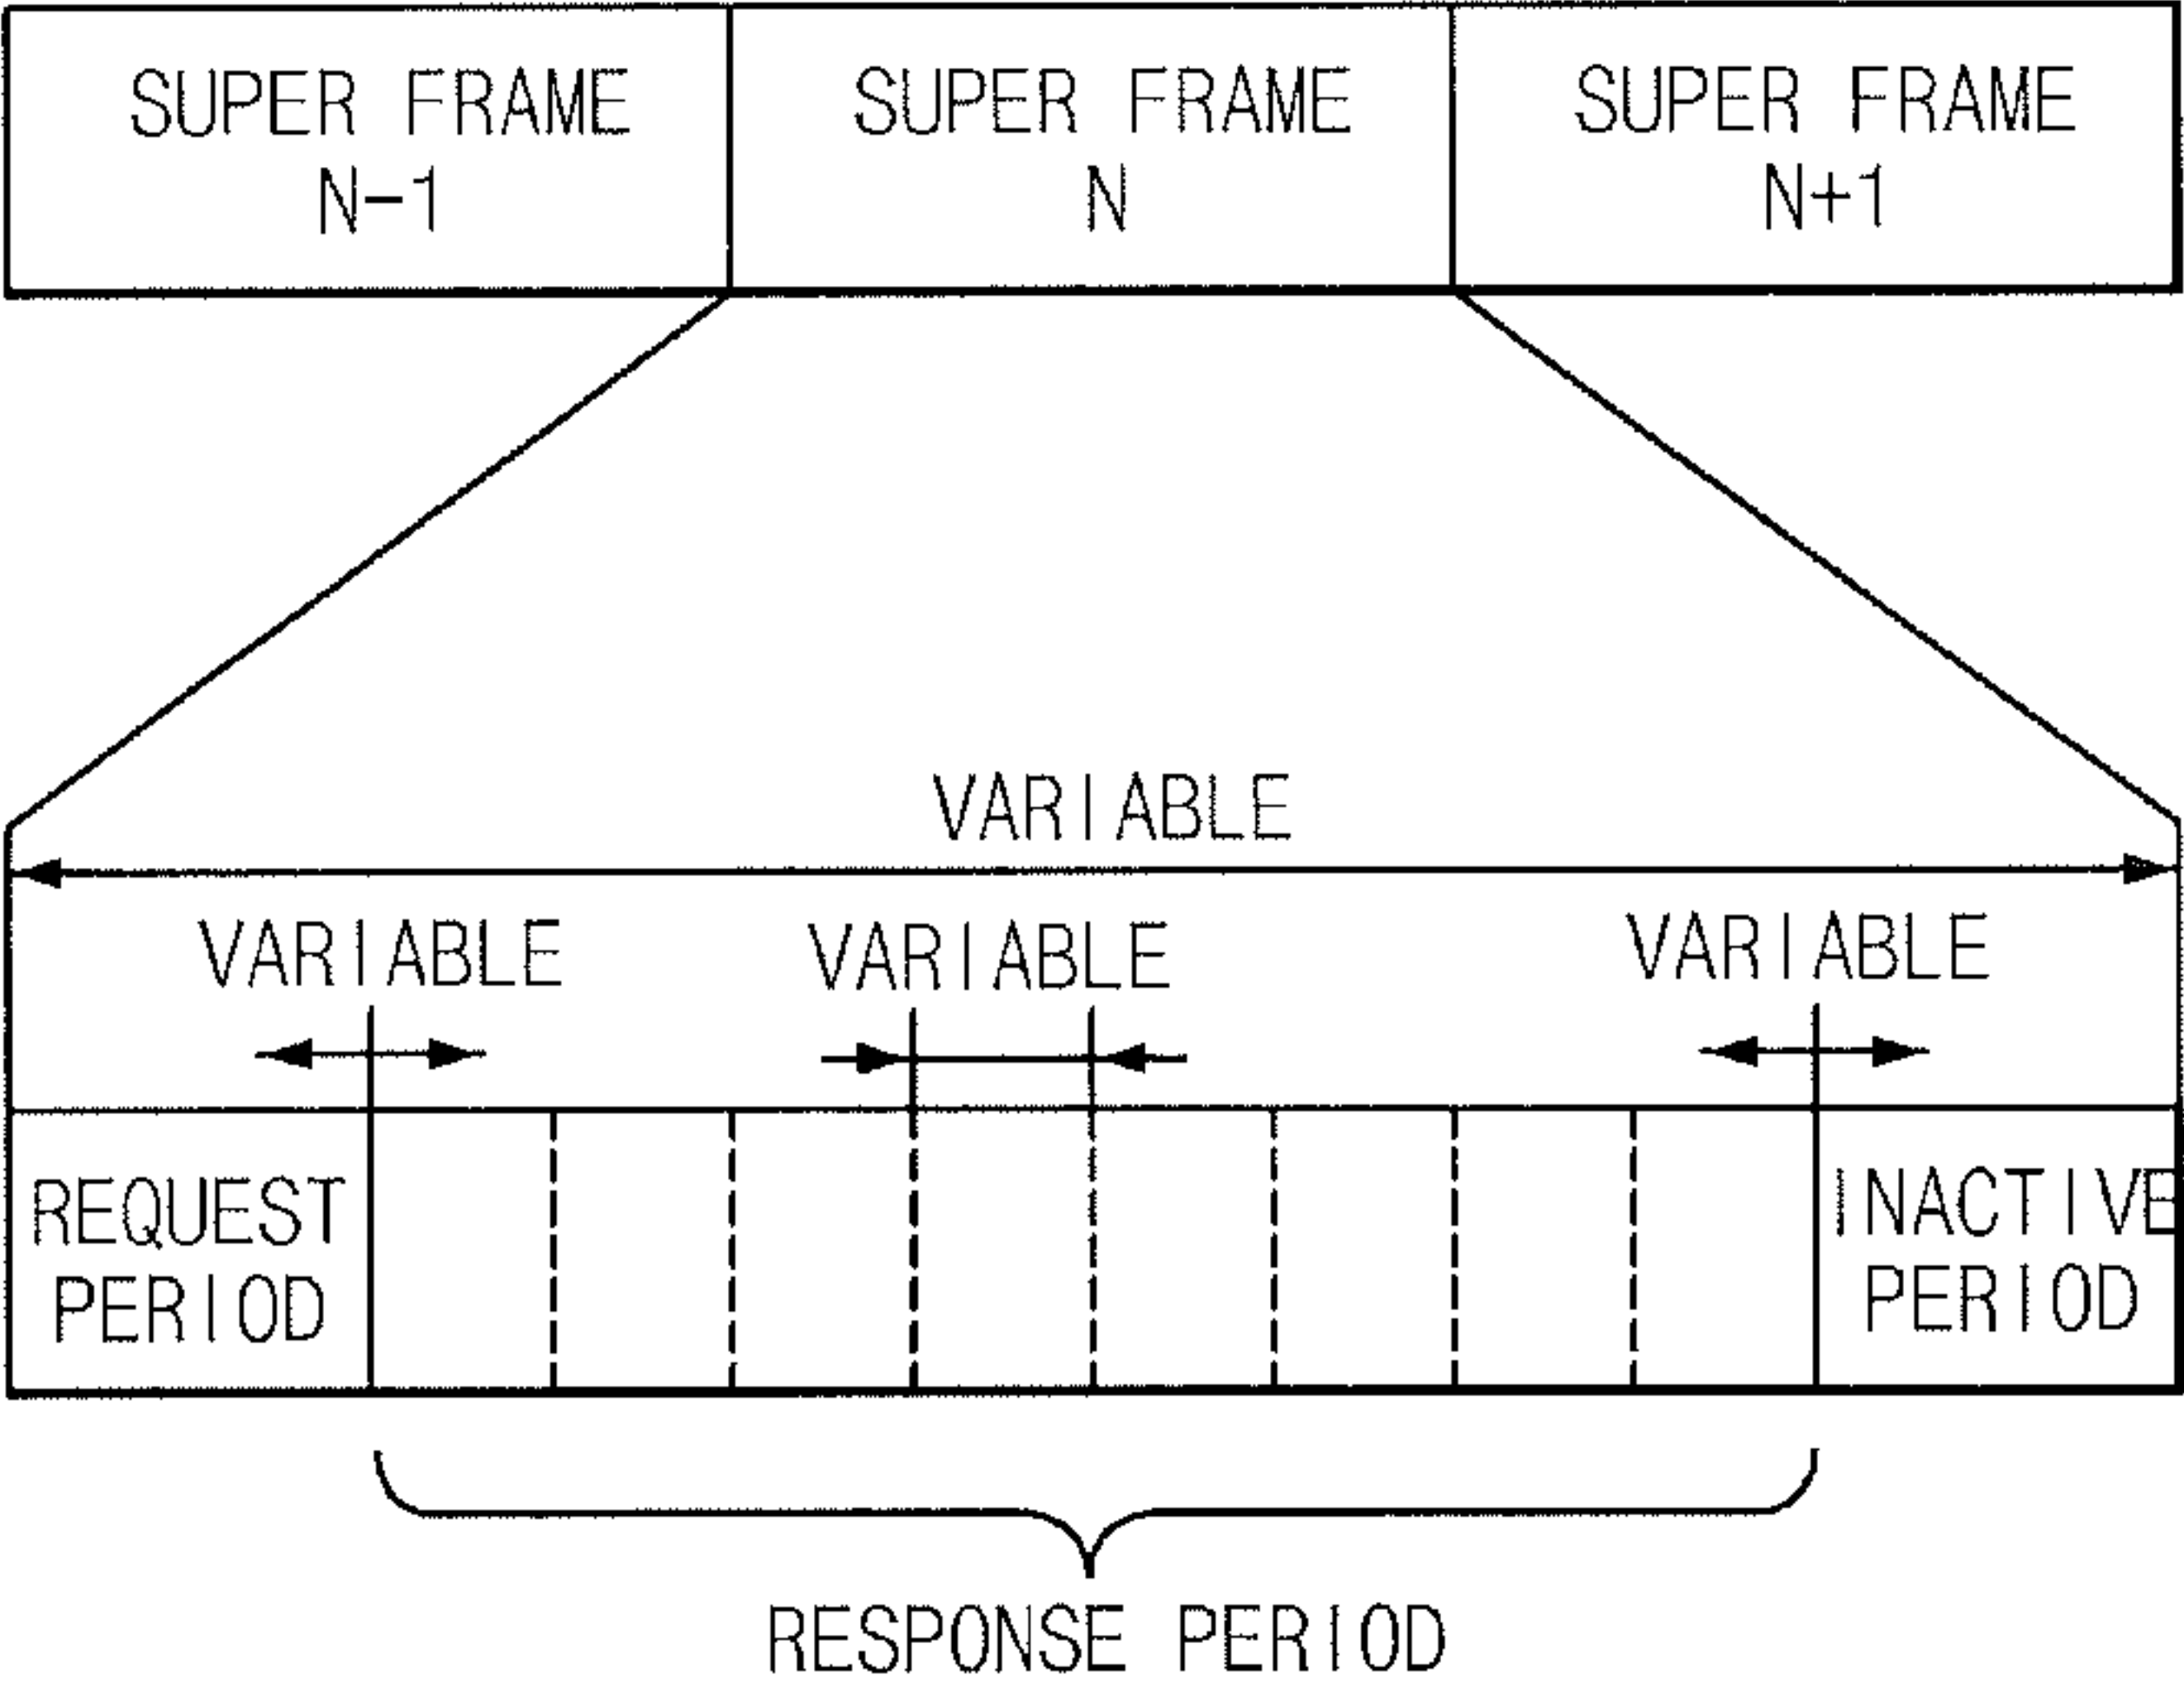 SUPER FRAME
N-1
SUPER FRAME
N
SUPER FRAME
N+1
VARIABLE
VARIABLE
VARIABLE
VARIABLE
REQUEST
PERIOD
INACTIVE
PERIOD
RESPONSE PERIOD